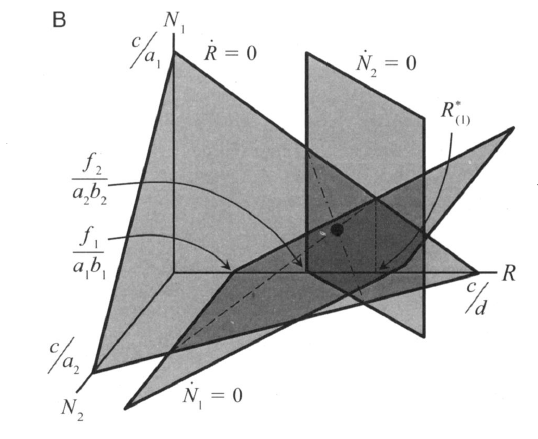 B
N₁
c/a₁
Ṙ = 0
Ṅ₂ = 0
R*₍₁₎
f₂
a₂b₂
f₁
a₁b₁
R
c/d
c/a₂
N₂
Ṅ₁ = 0